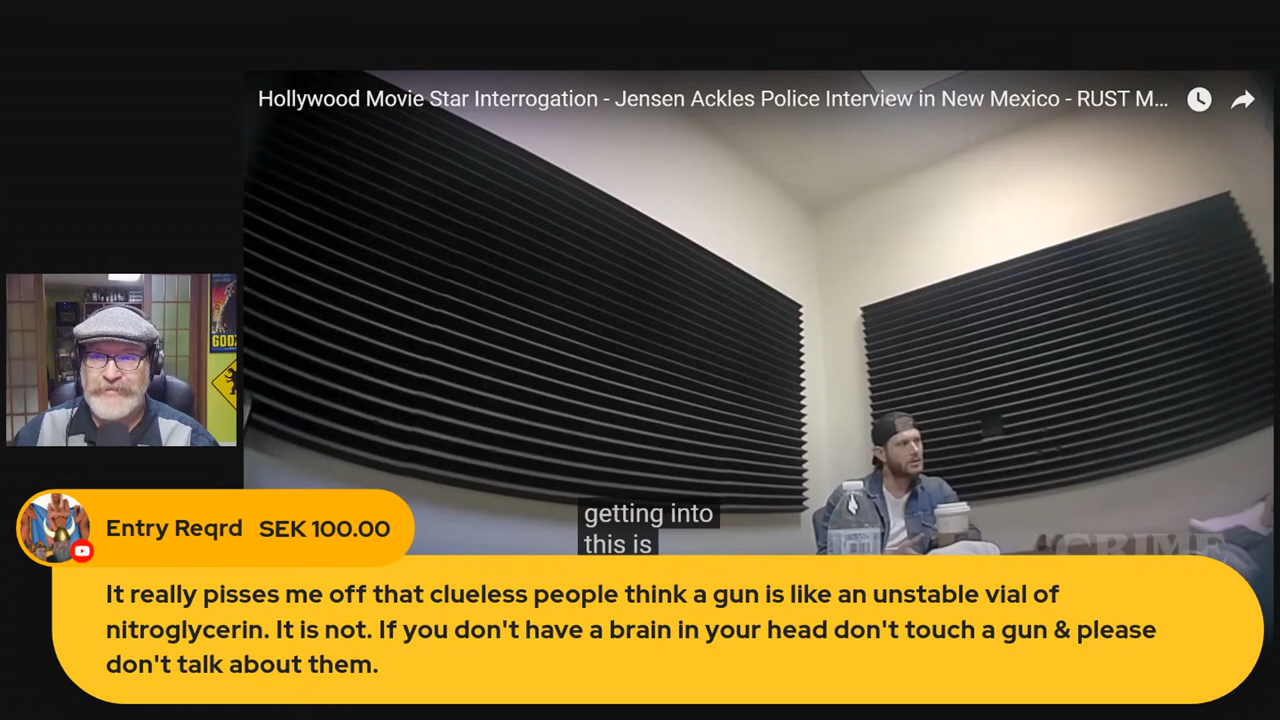 Hollywood Movie Star Interrogation - Jensen Ackles Police Interview in New Mexico - RUST M...
GODZ
getting into
this is
CRIME
Entry Reqrd SEK 100.00
It really pisses me off that clueless people think a gun is like an unstable vial of
nitroglycerin. It is not. If you don't have a brain in your head don't touch a gun & please
don't talk about them.